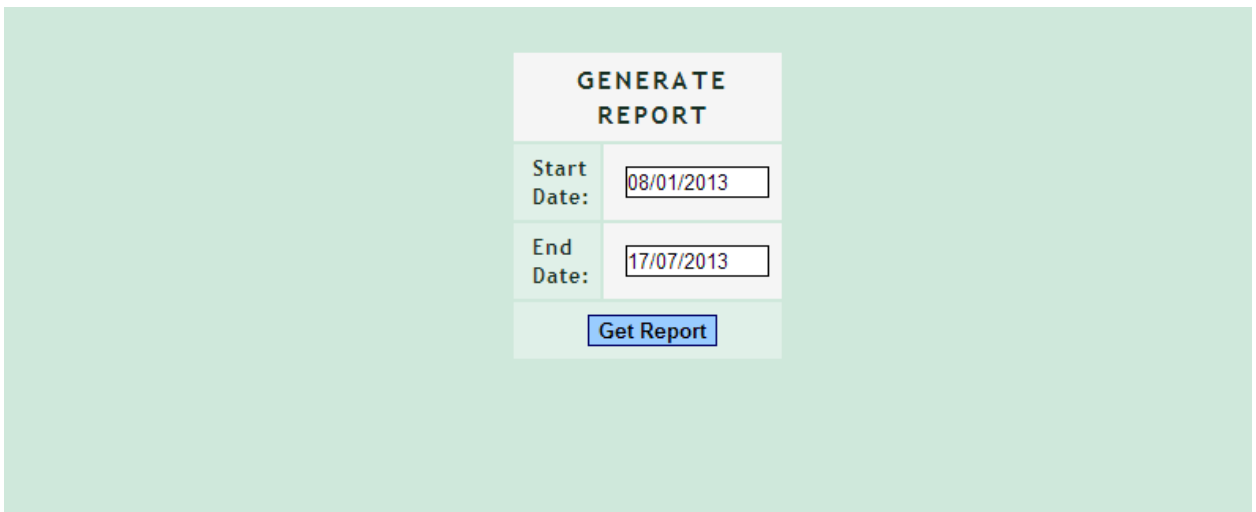 GENERATE
REPORT
Start
Date:
08/01/2013
End
Date:
17/07/2013
Get Report